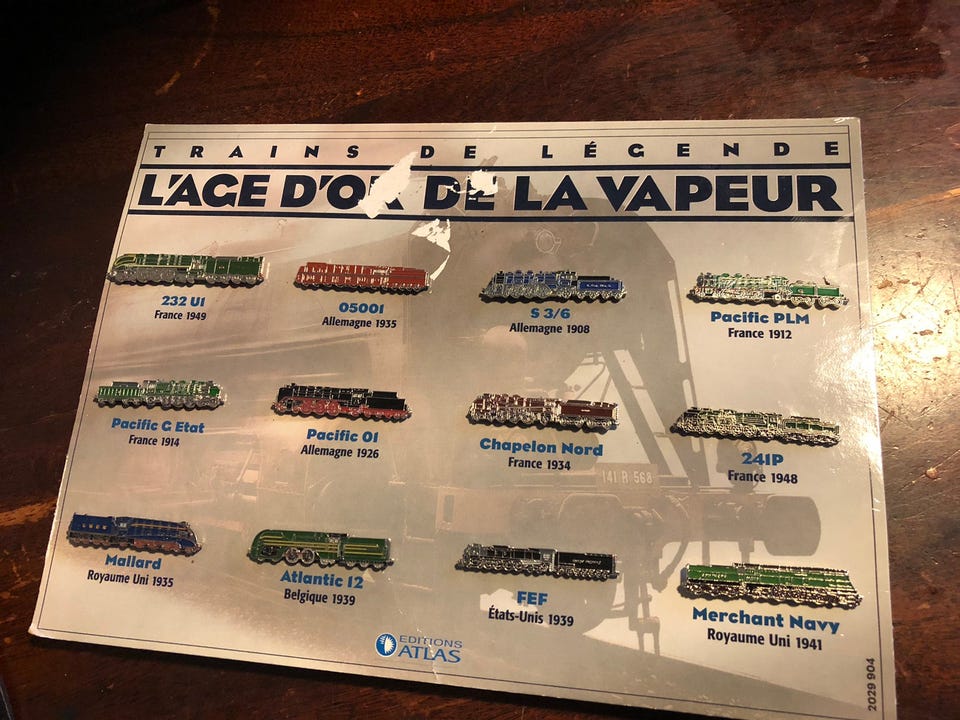 TRAINS DE LÉGENDE
L'AGE D'OR DE LA VAPEUR
232 U1
France 1949
05001
Allemagne 1935
S 3/6
Allemagne 1908
Pacific PLM
France 1912
Pacific G Etat
France 1914
Pacific 01
Allemagne 1926
Chapelon Nord
France 1934
241P
France 1948
141 R 568
Mallard
Royaume Uni 1935
Atlantic 12
Belgique 1939
FEF
États-Unis 1939
Merchant Navy
Royaume Uni 1941
EDITIONS
ATLAS
2029 904